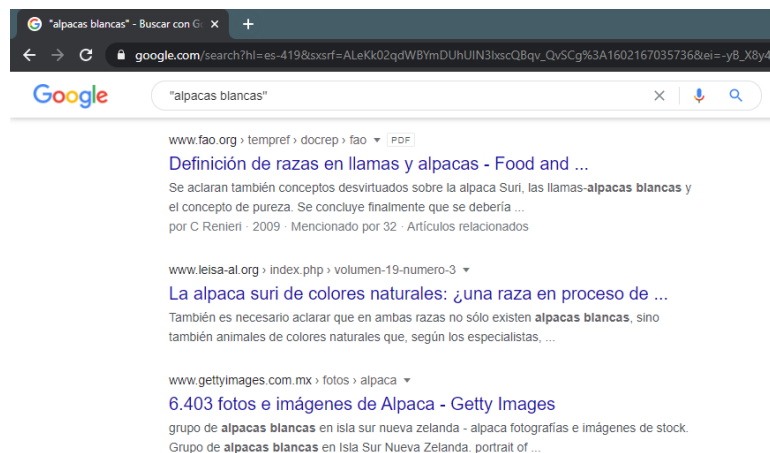 "alpacas blancas" - Buscar con G
google.com/search?hl=es-419&sxsrf=ALeKk02qdWBYmDUhUIN3IxscQBqv_QvSCg%3A1602167035736&ei=-yB_X8y4
Google
"alpacas blancas"
www.fao.org › tempref › docrep › fao PDF
Definición de razas en llamas y alpacas - Food and ...
Se aclaran también conceptos desvirtuados sobre la alpaca Suri, las llamas-alpacas blancas y
el concepto de pureza. Se concluye finalmente que se debería ...
por C Renieri · 2009 · Mencionado por 32 · Artículos relacionados
www.leisa-al.org › index.php › volumen-19-numero-3
La alpaca suri de colores naturales: ¿una raza en proceso de ...
También es necesario aclarar que en ambas razas no sólo existen alpacas blancas, sino
también animales de colores naturales que, según los especialistas, ...
www.gettyimages.com.mx › fotos › alpaca
6.403 fotos e imágenes de Alpaca - Getty Images
grupo de alpacas blancas en isla sur nueva zelanda - alpaca fotografías e imágenes de stock.
Grupo de alpacas blancas en Isla Sur Nueva Zelanda. portrait of ...